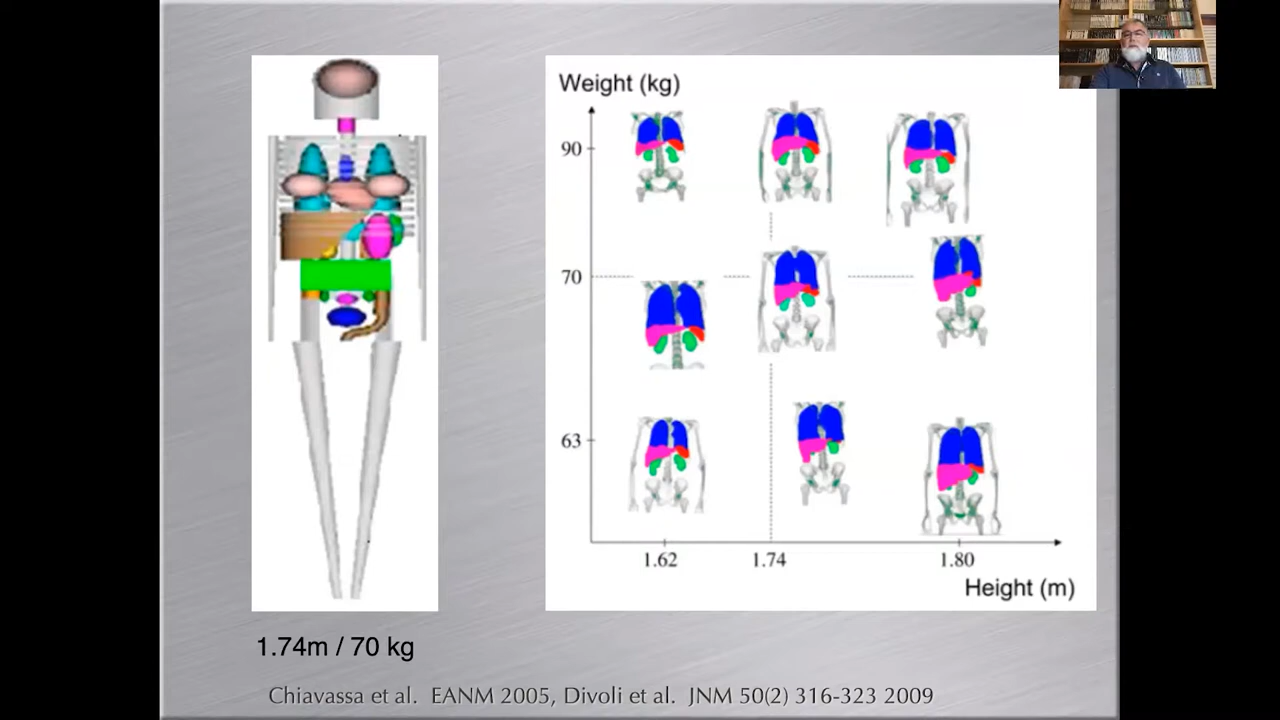 Weight (kg)
90
70
63
1.62 1.74 1.80
Height (m)
1.74m / 70 kg
Chiavassa et al. EANM 2005, Divoli et al. JNM 50(2) 316-323 2009